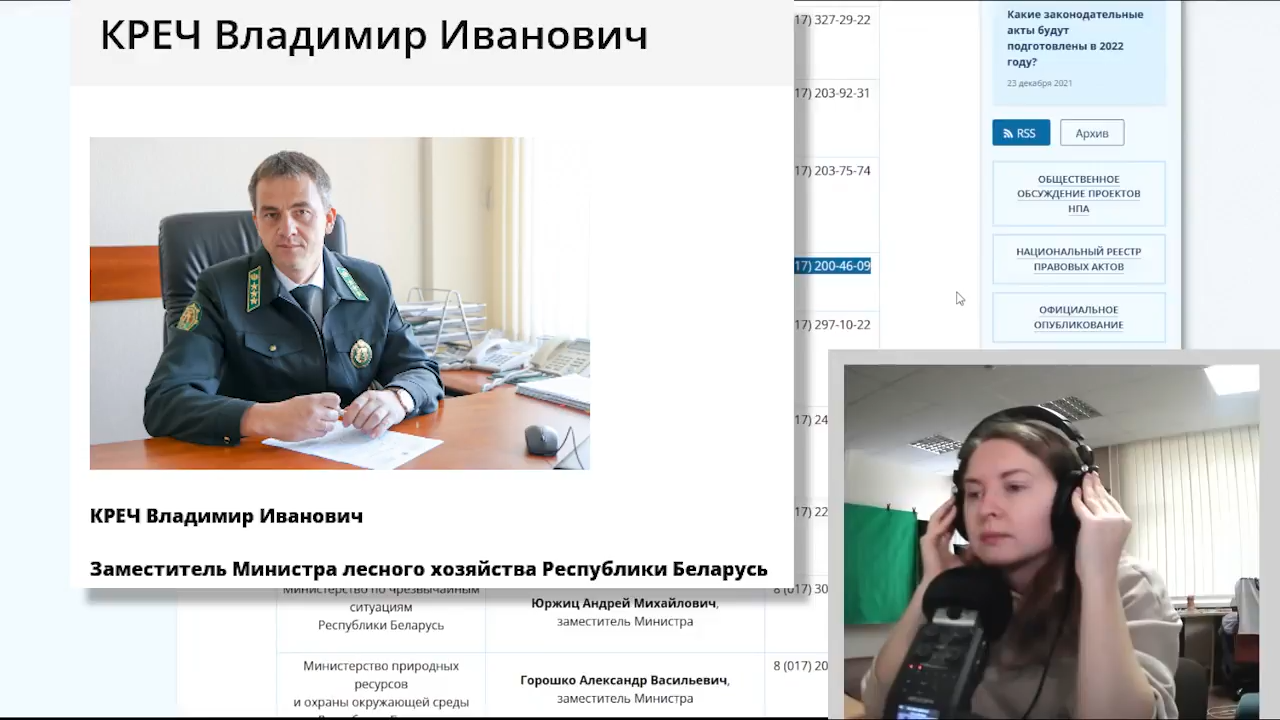 КРЕЧ Владимир Иванович
КРЕЧ Владимир Иванович
Заместитель Министра лесного хозяйства Республики Беларусь
17) 327-29-22
17) 203-92-31
17) 203-75-74
17) 200-46-09
17) 297-10-22
17) 24
17) 22
Министерство по чрезвычайным
ситуациям
Республики Беларусь
Юржиц Андрей Михайлович,
заместитель Министра
8 (017) 30
Министерство природных
ресурсов
и охраны окружающей среды
Горошко Александр Васильевич,
заместитель Министра
8 (017) 20
Какие законодательные
акты будут
подготовлены в 2022
году?
23 декабря 2021
RSS
Архив
ОБЩЕСТВЕННОЕ
ОБСУЖДЕНИЕ ПРОЕКТОВ
НПА
НАЦИОНАЛЬНЫЙ РЕЕСТР
ПРАВОВЫХ АКТОВ
ОФИЦИАЛЬНОЕ
ОПУБЛИКОВАНИЕ